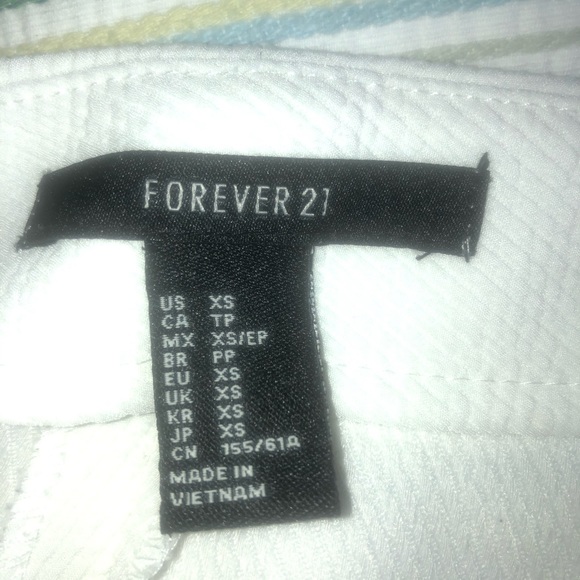 FOREVER 21
US XS
CA TP
MX XS/EP
BR PP
EU XS
UK XS
KR XS
JP XS
CN 155/61A
MADE IN
VIETNAM